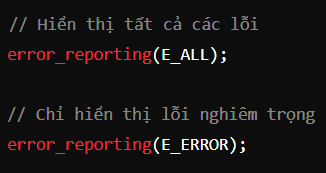 // Hiển thị tất cả các lỗi
error_reporting(E_ALL);
// Chỉ hiển thị lỗi nghiêm trọng
error_reporting(E_ERROR);